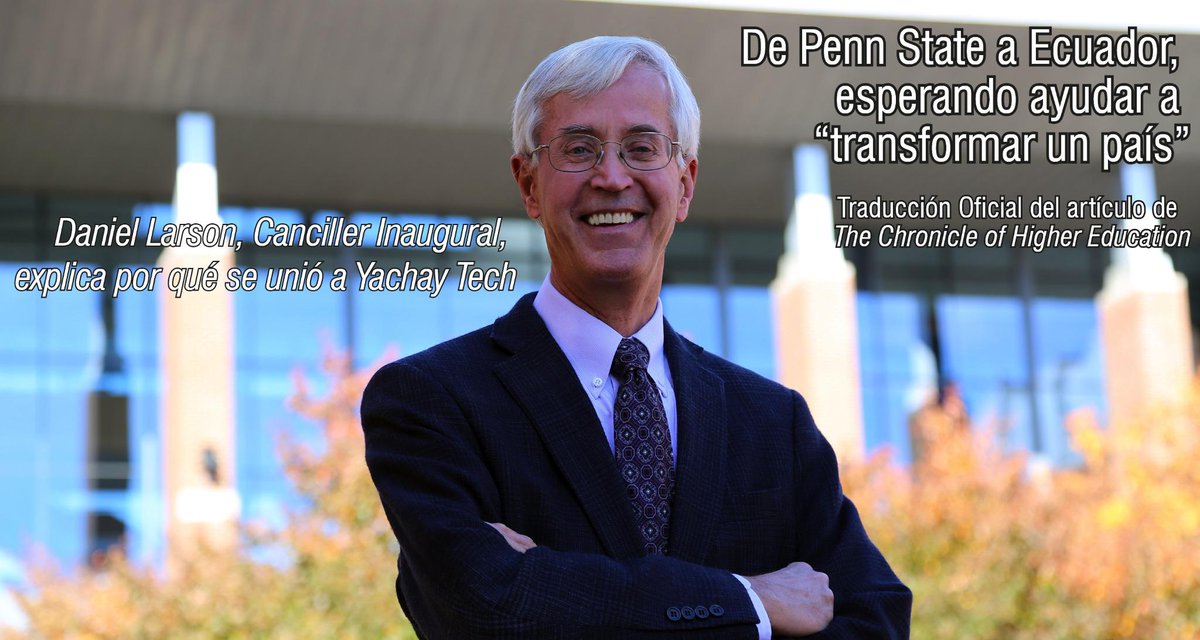 De Penn State a Ecuador,
esperando ayudar a
“transformar un país”
Traducción Oficial del artículo de
The Chronicle of Higher Education
Daniel Larson, Canciller Inaugural,
explica por qué se unió a Yachay Tech